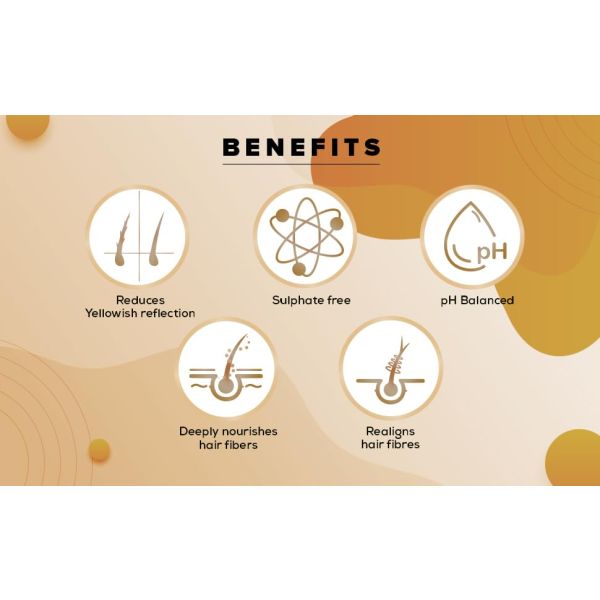 BENEFITS
Reduces
Yellowish reflection
Sulphate free
pH
pH Balanced
Deeply nourishes
hair fibers
Realigns
hair fibres